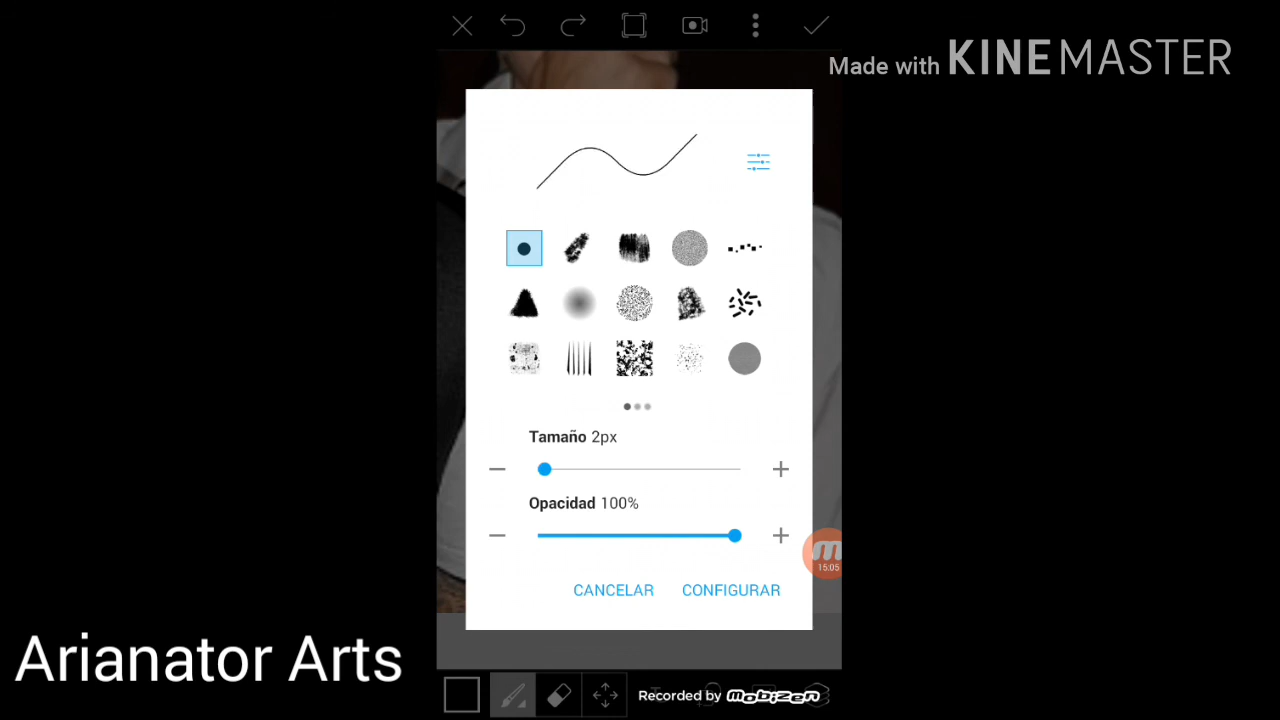 Made with KINEMASTER
Tamaño 2px
Opacidad 100%
15:05
CANCELAR CONFIGURAR
Arianator Arts
Recorded by mobizen